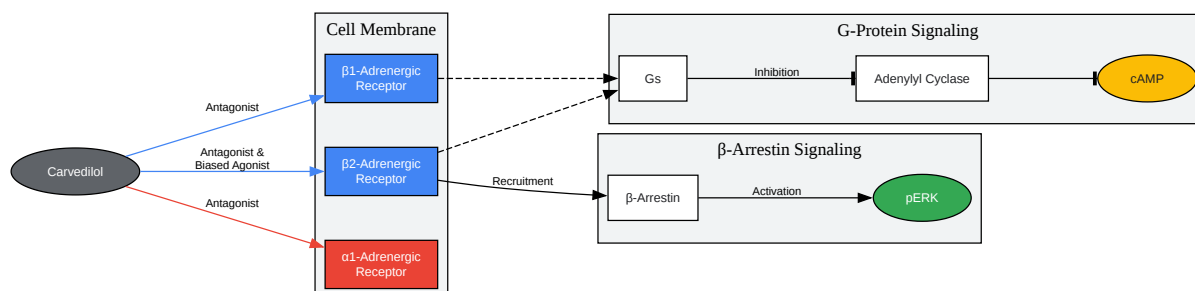 Cell Membrane
G-Protein Signaling
β1-Adrenergic
Receptor
Gs
Inhibition
Adenylyl Cyclase
cAMP
Antagonist
β-Arrestin Signaling
Carvedilol
Antagonist &
Biased Agonist
β2-Adrenergic
Receptor
Recruitment
β-Arrestin
Activation
pERK
Antagonist
α1-Adrenergic
Receptor